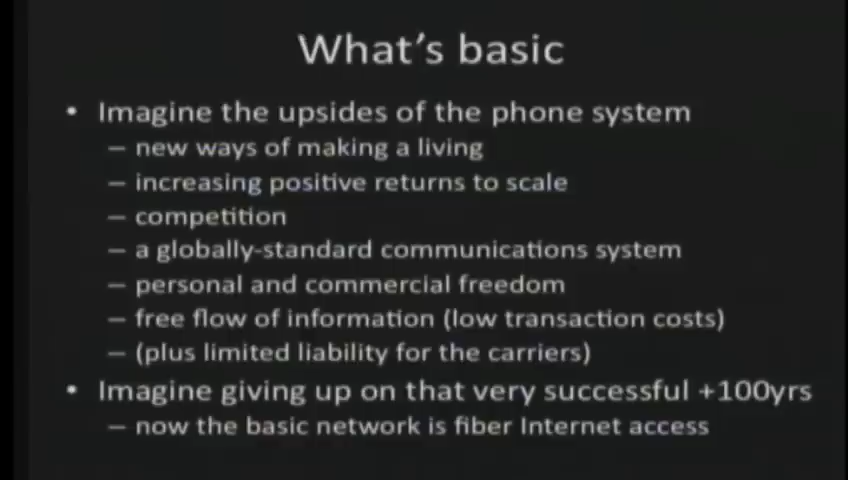 What's basic
• Imagine the upsides of the phone system
– new ways of making a living
– increasing positive returns to scale
– competition
– a globally-standard communications system
– personal and commercial freedom
– free flow of information (low transaction costs)
– (plus limited liability for the carriers)
• Imagine giving up on that very successful +100yrs
– now the basic network is fiber Internet access